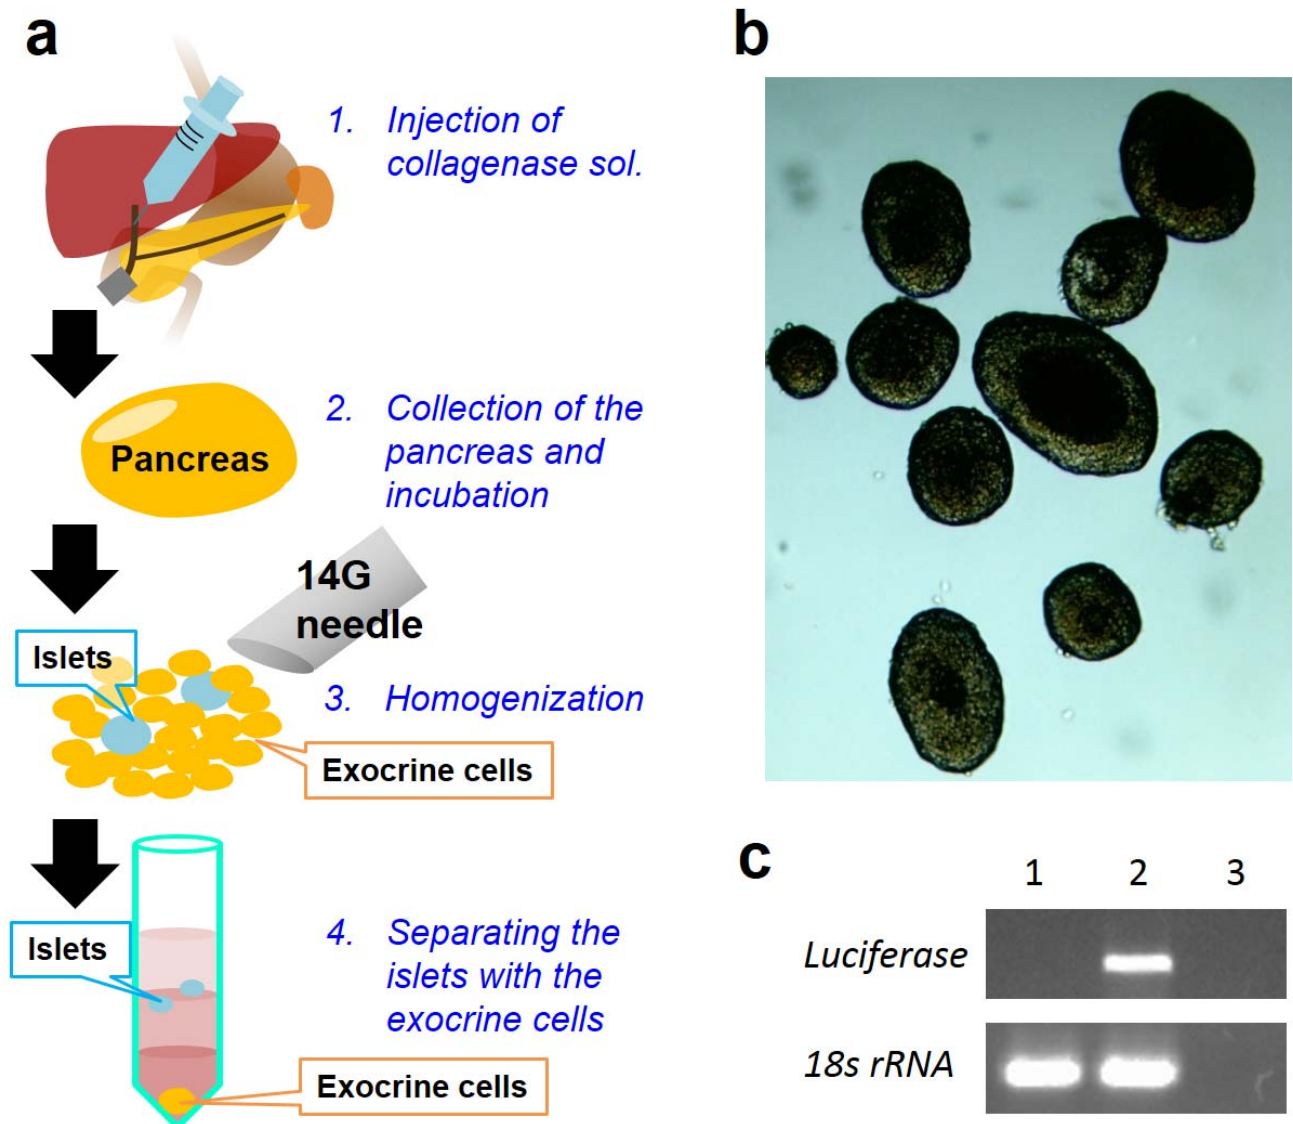 a
1. Injection of
collagenase sol.
Pancreas
2. Collection of the
pancreas and
incubation
14G
needle
Islets
3. Homogenization
Exocrine cells
Islets
4. Separating the
islets with the
exocrine cells
Exocrine cells
b
c
1 2 3
Luciferase
18s rRNA